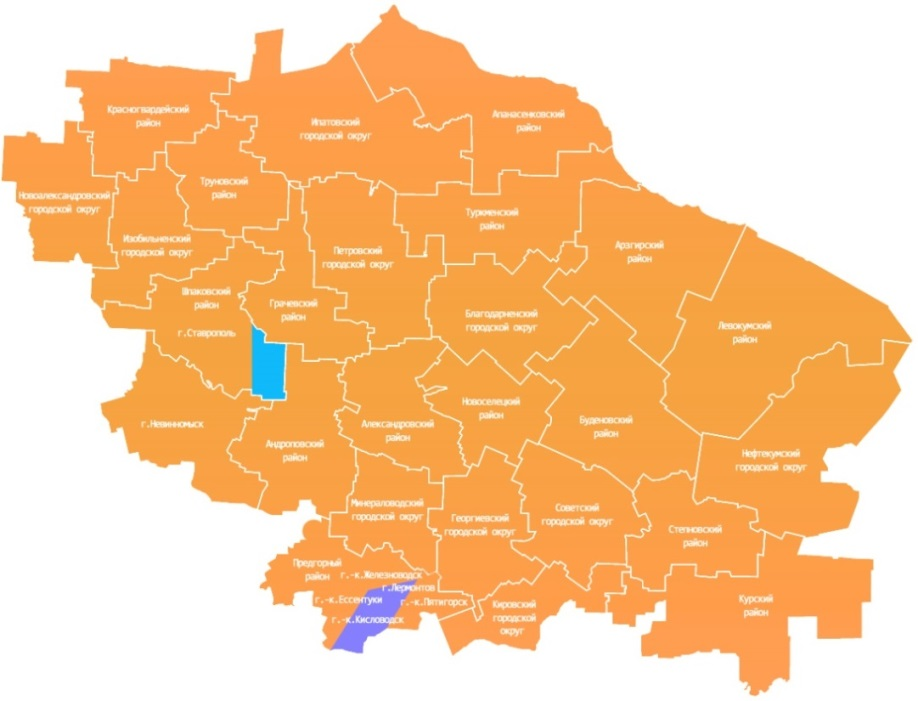 Красногвардейский
район
Ипатовский
городской округ
Апанасенковский
район
Новоалександровский
городской округ
Труновский
район
Туркменский
район
Изобильненский
городской округ
Петровский
городской округ
Арзгирский
район
Шпаковский
район
Грачевский
район
г.Ставрополь
Благодарненский
городской округ
Левокумский
район
г.Невинномыск
Александровский
район
Новоселецкий
район
Буденовский
район
Андроповский
район
Нефтекумский
городской округ
Минераловодский
городской округ
Георгиевский
городской округ
Советский
городской округ
Степновский
район
Предгорный
район
г.-к.Железноводск
г.Лермонтов
г.-к.Ессентуки
г.-к.Пятигорск
г.-к.Кисловодск
Кировский
городской
округ
Курский
район